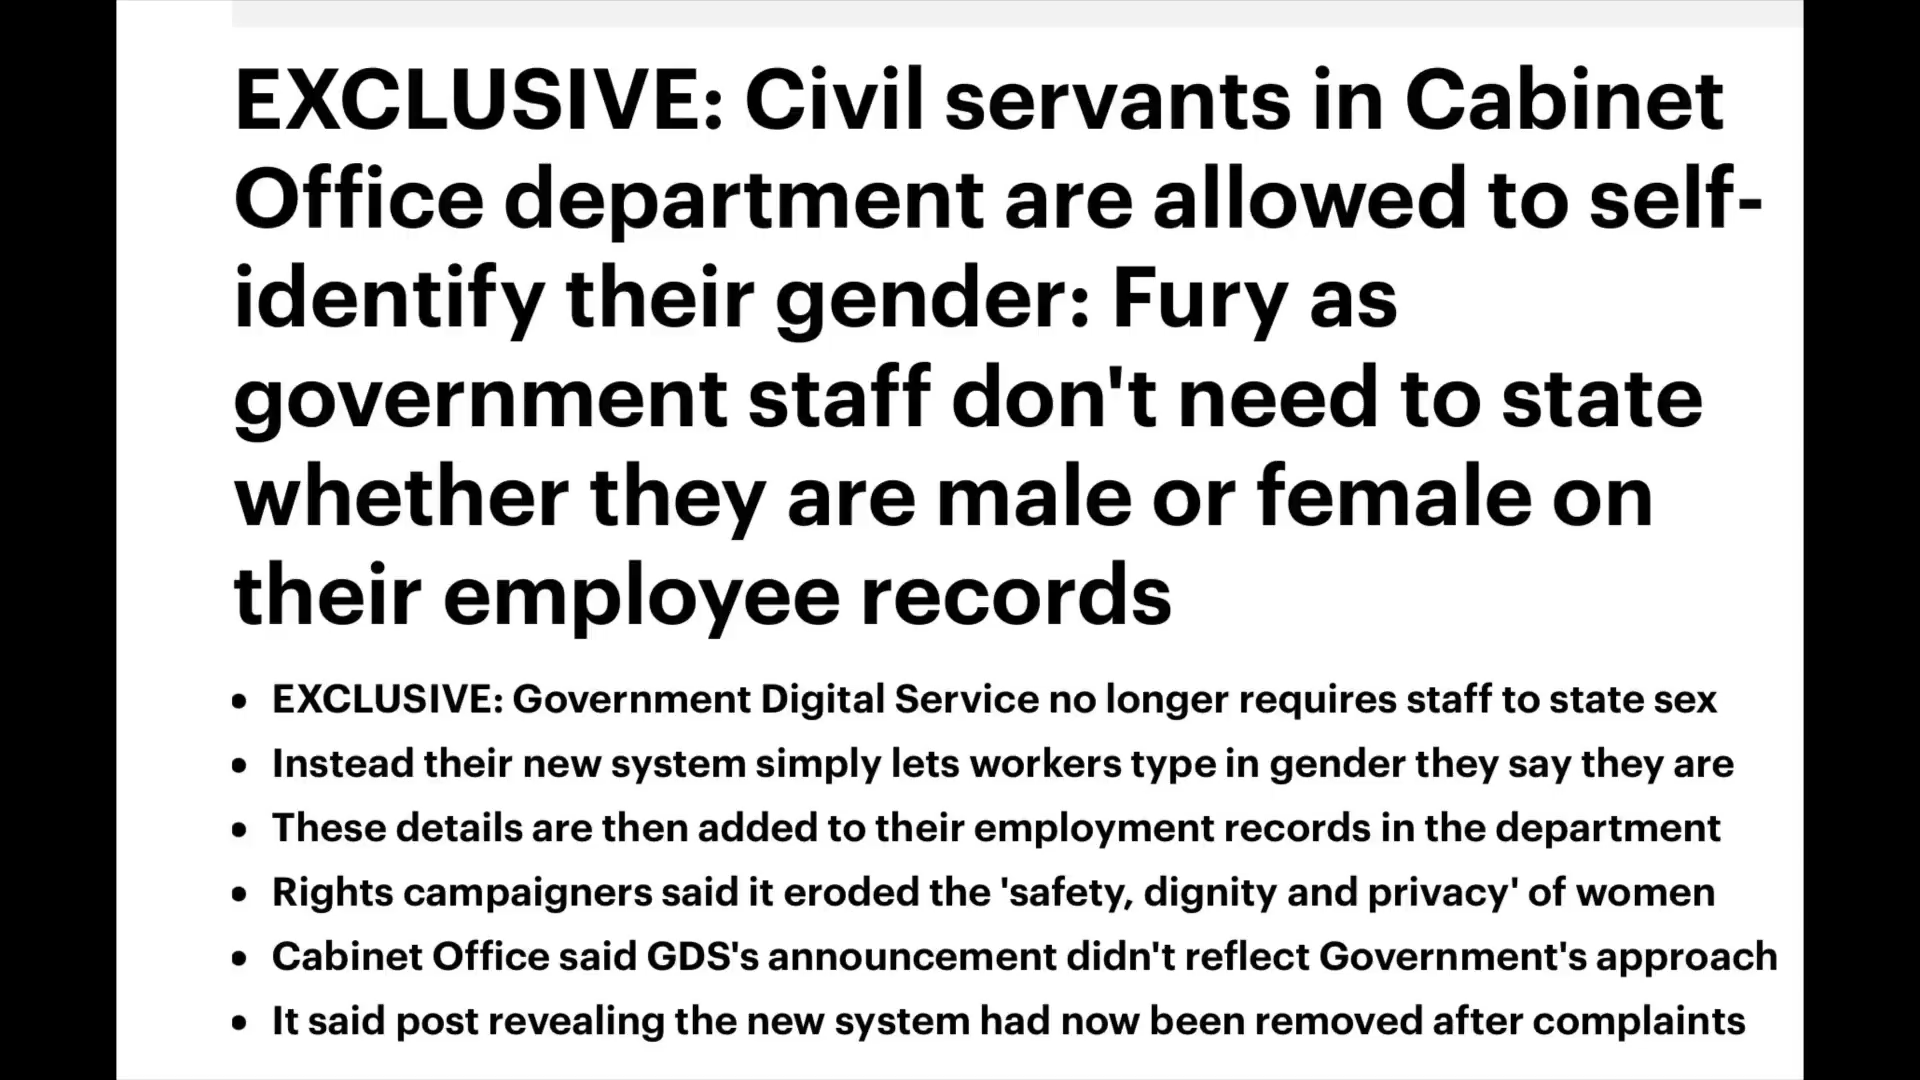 EXCLUSIVE: Civil servants in Cabinet
Office department are allowed to self-
identify their gender: Fury as
government staff don't need to state
whether they are male or female on
their employee records
• EXCLUSIVE: Government Digital Service no longer requires staff to state sex
• Instead their new system simply lets workers type in gender they say they are
• These details are then added to their employment records in the department
• Rights campaigners said it eroded the 'safety, dignity and privacy' of women
• Cabinet Office said GDS's announcement didn't reflect Government's approach
• It said post revealing the new system had now been removed after complaints